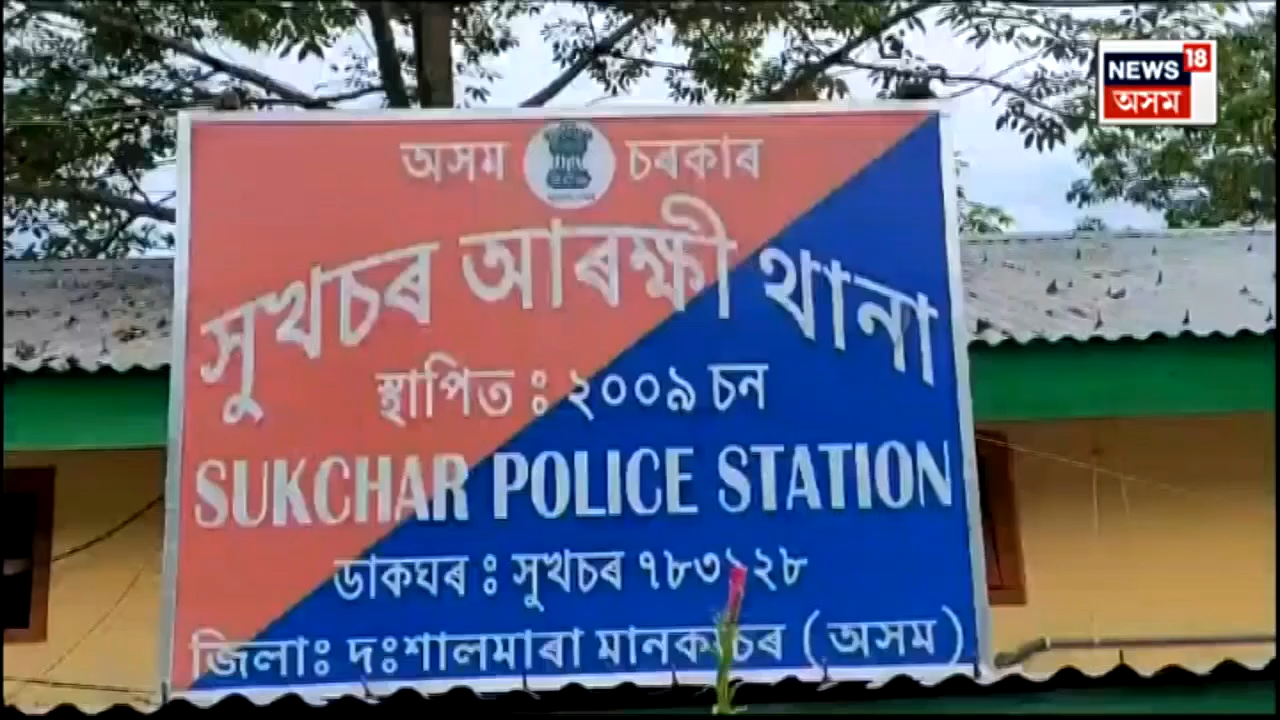 NEWS 18
অসম
অসম চৰকাৰ
সুখচৰ আৰক্ষী থানা
স্থাপিত ঃ ২০০৯ চন
SUKCHAR POLICE STATION
ডাকঘৰ ঃ সুখচৰ ৭৮৩১২৮
জিলাঃ দঃশালমাৰা মানকাচৰ (অসম)